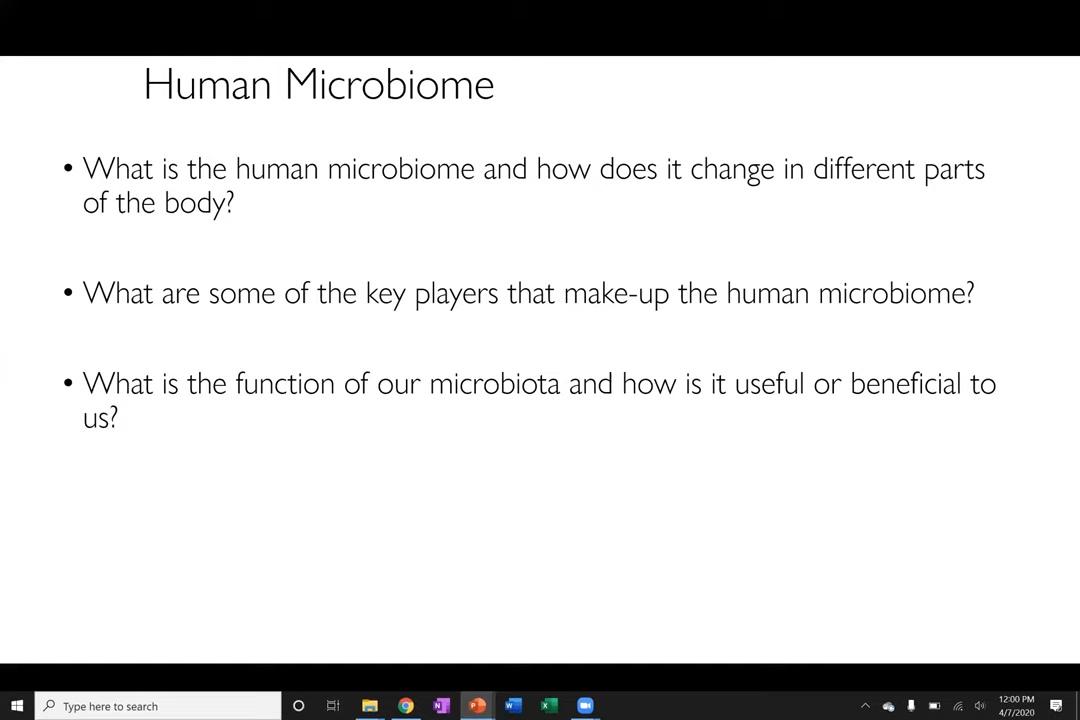 Human Microbiome
• What is the human microbiome and how does it change in different parts
of the body?
• What are some of the key players that make-up the human microbiome?
• What is the function of our microbiota and how is it useful or beneficial to
us?
Type here to search
12:00 PM
4/7/2020